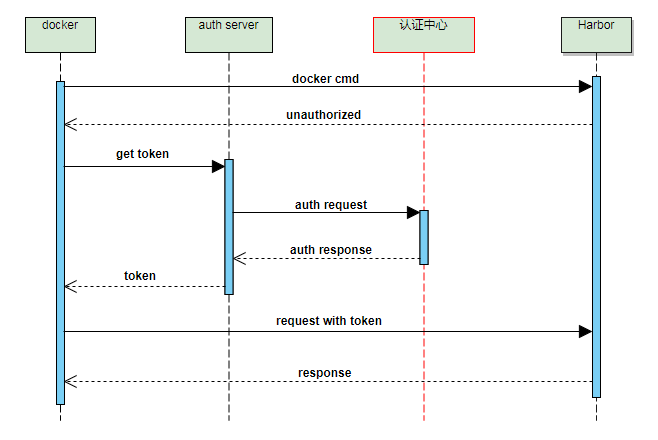 docker
auth server
认证中心
Harbor
docker cmd
unauthorized
get token
auth request
auth response
token
request with token
response